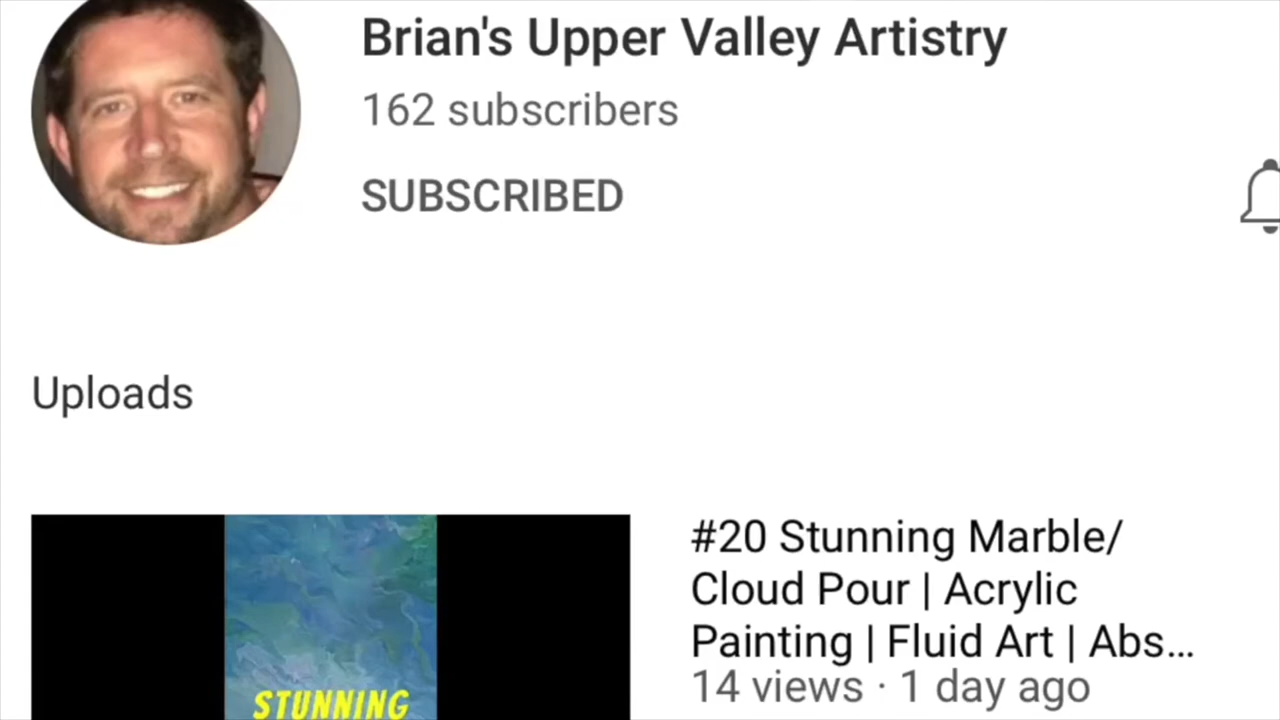 Brian's Upper Valley Artistry
162 subscribers
SUBSCRIBED
Uploads
#20 Stunning Marble/
Cloud Pour | Acrylic
Painting | Fluid Art | Abs...
14 views · 1 day ago
STUNNING